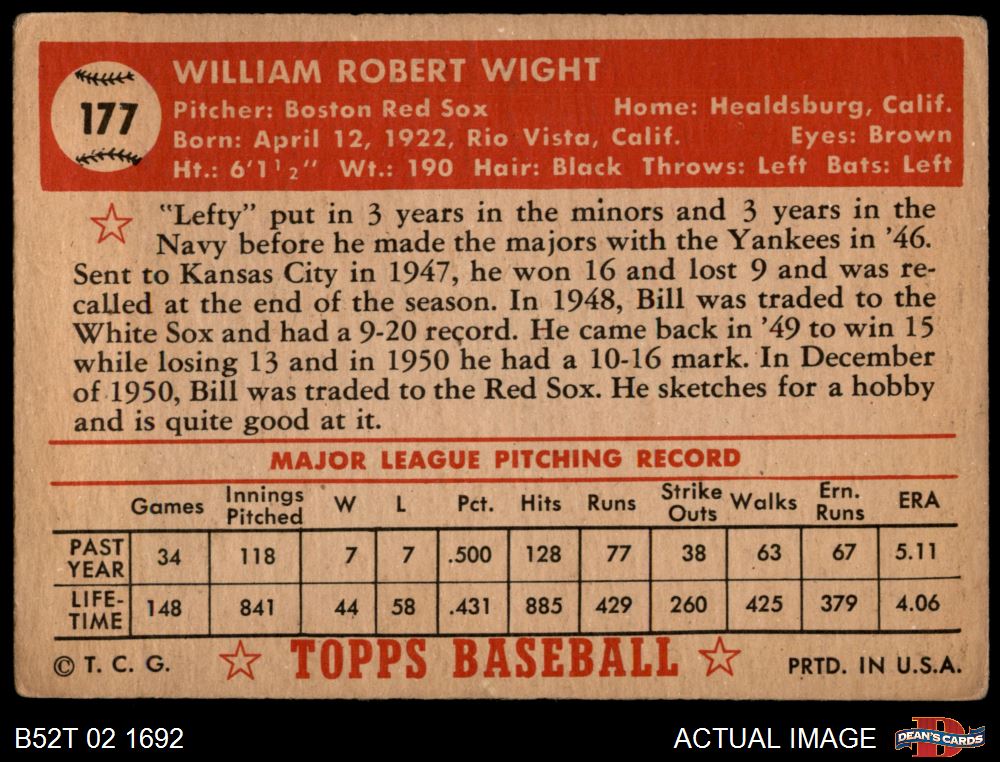 177
WILLIAM ROBERT WIGHT
Pitcher: Boston Red Sox Home: Healdsburg, Calif.
Born: April 12, 1922, Rio Vista, Calif. Eyes: Brown
Ht.: 6'1 1/2" Wt.: 190 Hair: Black Throws: Left Bats: Left
"Lefty" put in 3 years in the minors and 3 years in the
Navy before he made the majors with the Yankees in '46.
Sent to Kansas City in 1947, he won 16 and lost 9 and was re-
called at the end of the season. In 1948, Bill was traded to the
White Sox and had a 9-20 record. He came back in '49 to win 15
while losing 13 and in 1950 he had a 10-16 mark. In December
of 1950, Bill was traded to the Red Sox. He sketches for a hobby
and is quite good at it.
MAJOR LEAGUE PITCHING RECORD
Games Innings Pitched W L Pct. Hits Runs Strike Outs Walks Ern. Runs ERA
PAST YEAR 34 118 7 7 .500 128 77 38 63 67 5.11
LIFE-TIME 148 841 44 58 .431 885 429 260 425 379 4.06
© T. C. G. TOPPS BASEBALL PRTD. IN U.S.A.
B52T 02 1692 ACTUAL IMAGE DEAN'S CARDS